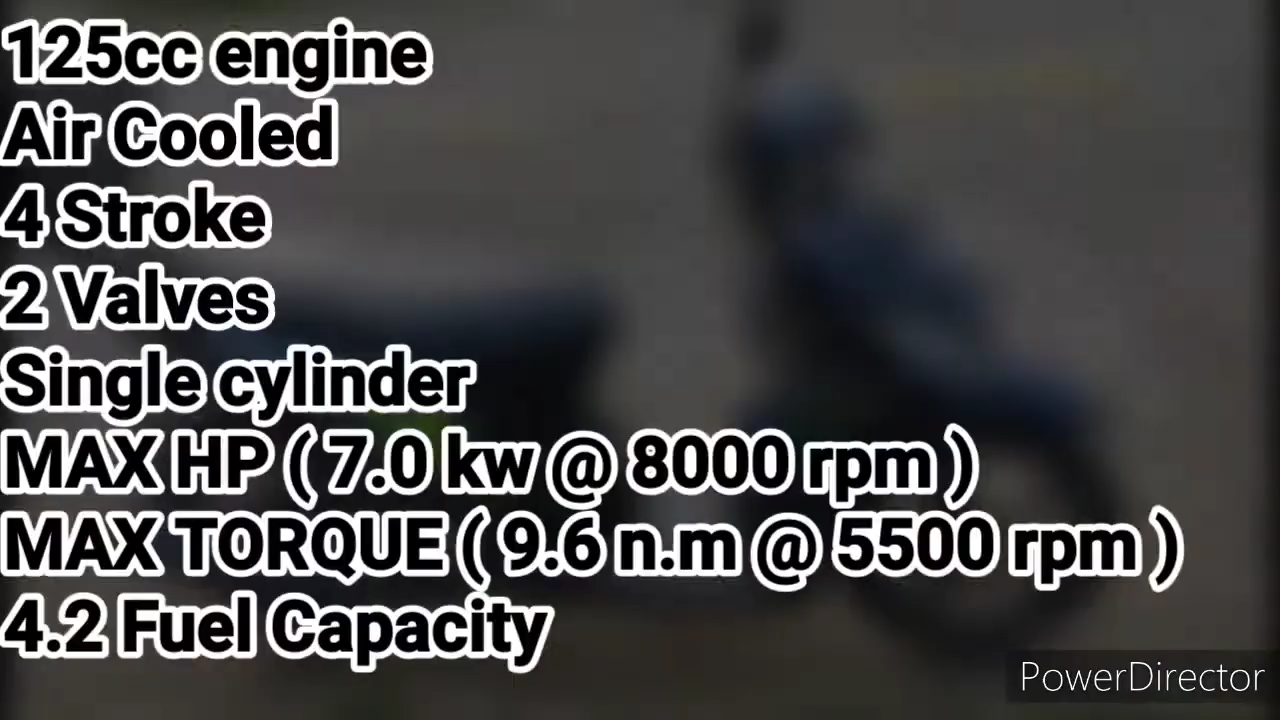 125cc engine
Air Cooled
4 Stroke
2 Valves
Single cylinder
MAX HP ( 7.0 kw @ 8000 rpm )
MAX TORQUE ( 9.6 n.m @ 5500 rpm )
4.2 Fuel Capacity
PowerDirector